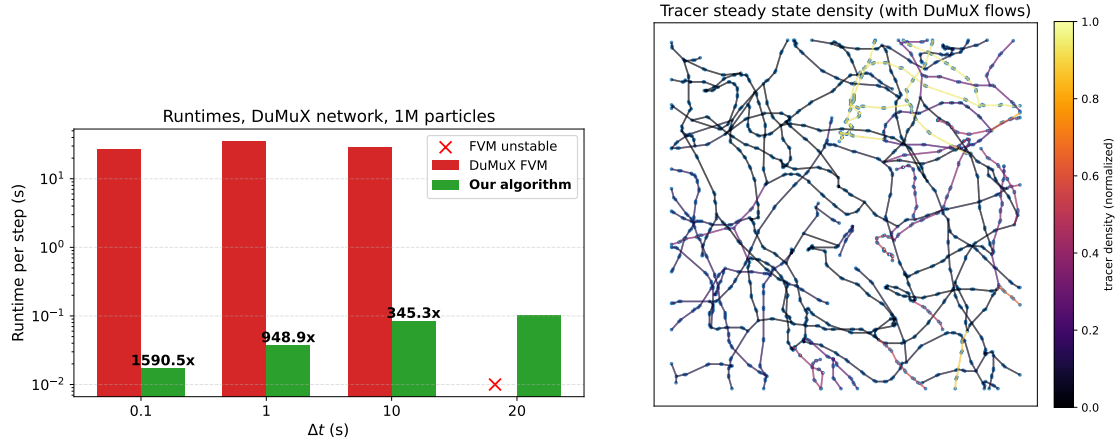 Runtimes, DuMuX network, 1M particles
Runtime per step (s)
10¹
10⁰
10⁻¹
10⁻²
FVM unstable
DuMuX FVM
Our algorithm
1590.5x
948.9x
345.3x
0.1
1
10
20
Δt (s)
Tracer steady state density (with DuMuX flows)
1.0
0.8
0.6
0.4
0.2
0.0
tracer density (normalized)